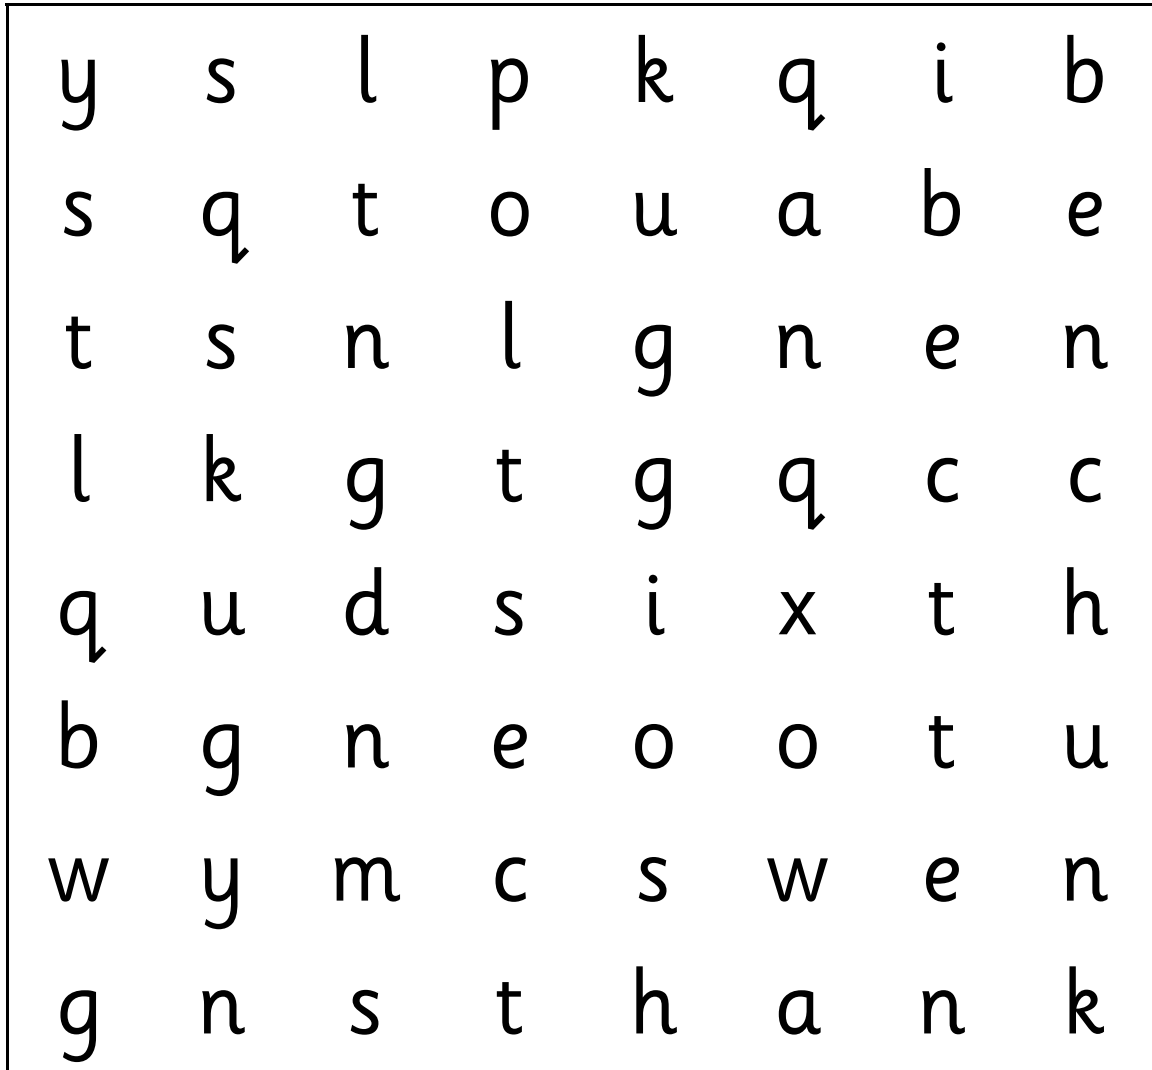 y s l p k q i b
s q t o u a b e
t s n l g n e n
l k g t g q c c
q u d s i x t h
b g n e o o t u
w y m c s w e n
g n s t h a n k